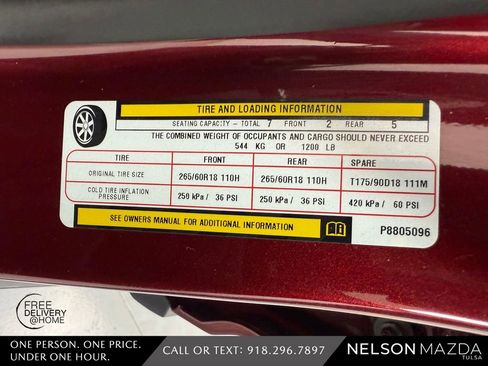 TIRE AND LOADING INFORMATION
SEATING CAPACITY - TOTAL 7 FRONT 2 REAR 5
THE COMBINED WEIGHT OF OCCUPANTS AND CARGO SHOULD NEVER EXCEED
544 KG OR 1200 LB
TIRE FRONT REAR SPARE
ORIGINAL TIRE SIZE 265/60R18 110H 265/60R18 110H T175/90D18 111M
COLD TIRE INFLATION
PRESSURE 250 kPa / 36 PSI 250 kPa / 36 PSI 420 kPa / 60 PSI
SEE OWNERS MANUAL FOR ADDITIONAL INFORMATION
P8805096
FREE
DELIVERY
@HOME
ONE PERSON. ONE PRICE.
UNDER ONE HOUR.
CALL OR TEXT: 918.296.7897
NELSON MAZDA
TULSA